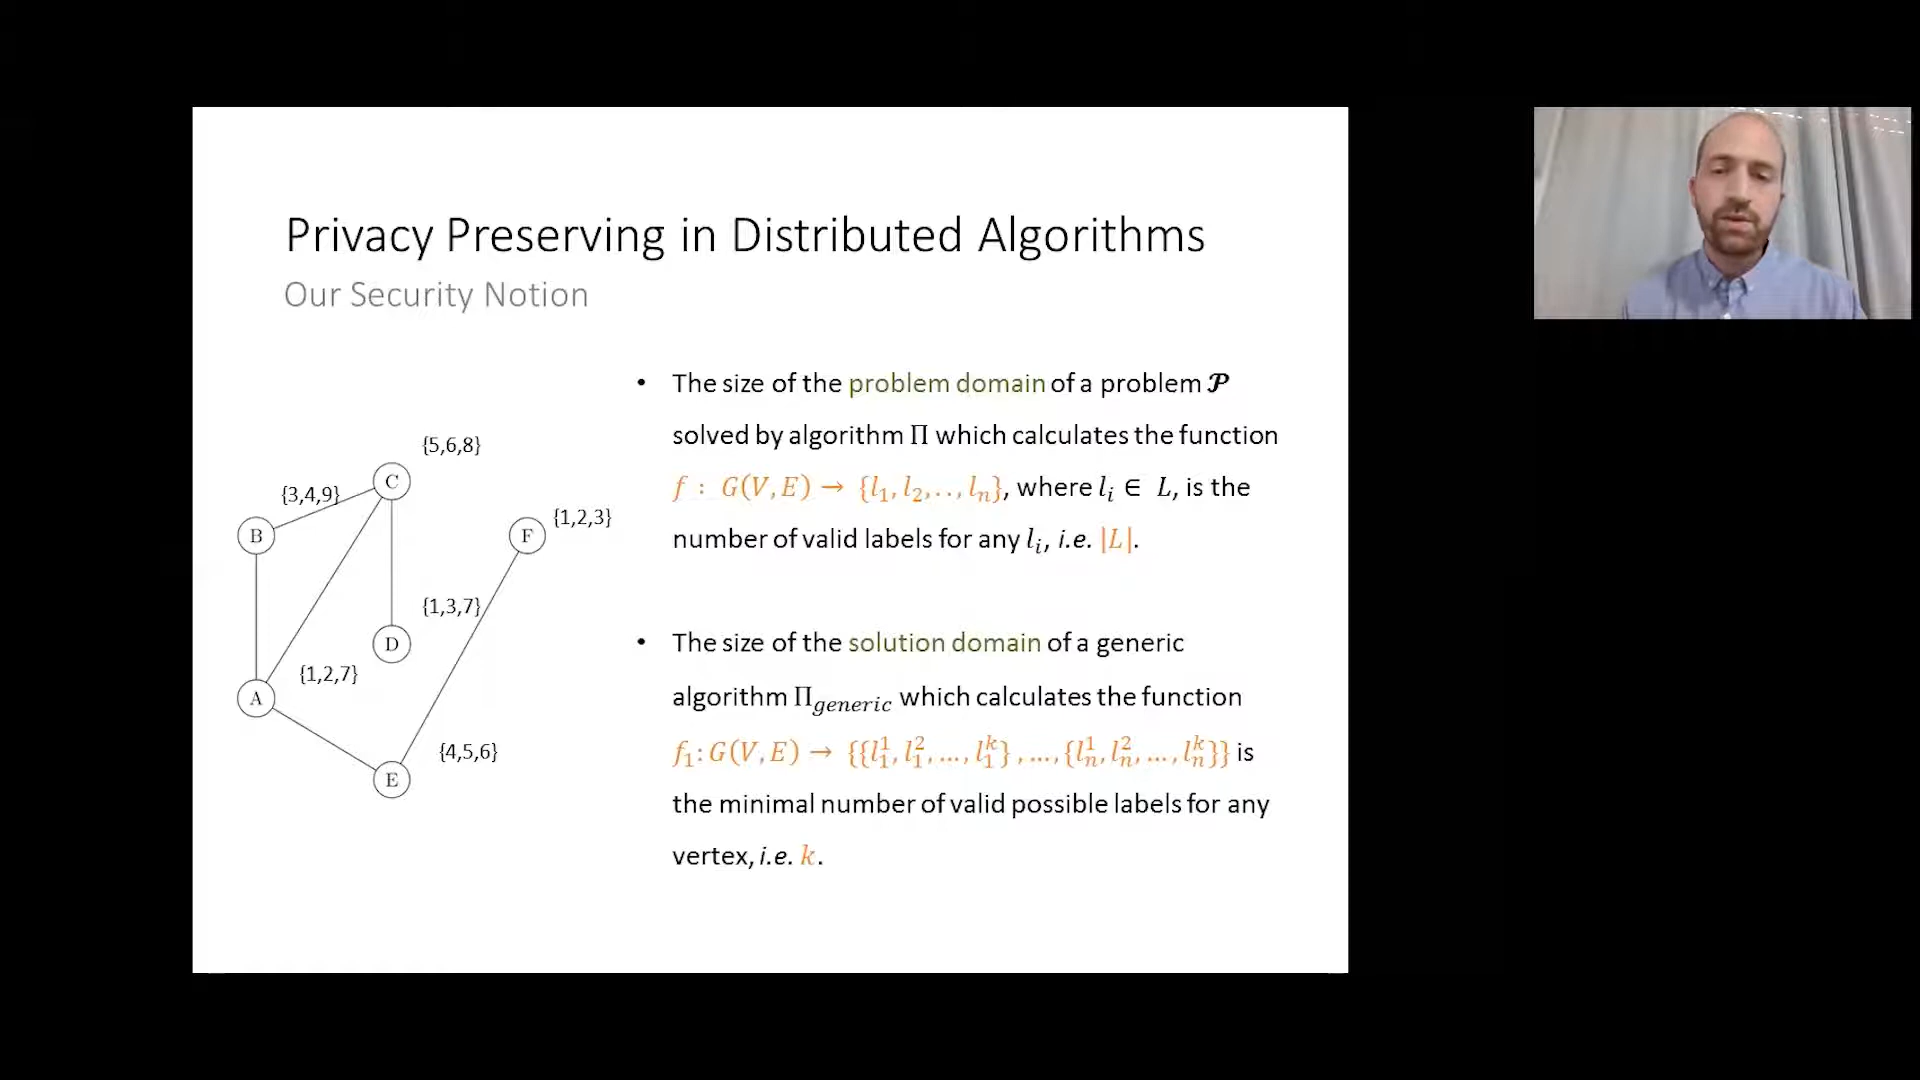 Privacy Preserving in Distributed Algorithms
Our Security Notion
• The size of the problem domain of a problem 𝓟
solved by algorithm Π which calculates the function
f : G(V, E) → {l₁, l₂, . . , lₙ}, where lᵢ ∈ L, is the
number of valid labels for any lᵢ, i.e. |L|.
• The size of the solution domain of a generic
algorithm Π_generic which calculates the function
f₁: G(V, E) → {{l₁¹, l₁², ..., l₁ᵏ} , ..., {lₙ¹, lₙ², ..., lₙᵏ}} is
the minimal number of valid possible labels for any
vertex, i.e. k.
{5,6,8}
C
{3,4,9}
B
{1,2,3}
F
{1,3,7}
D
{1,2,7}
A
{4,5,6}
E